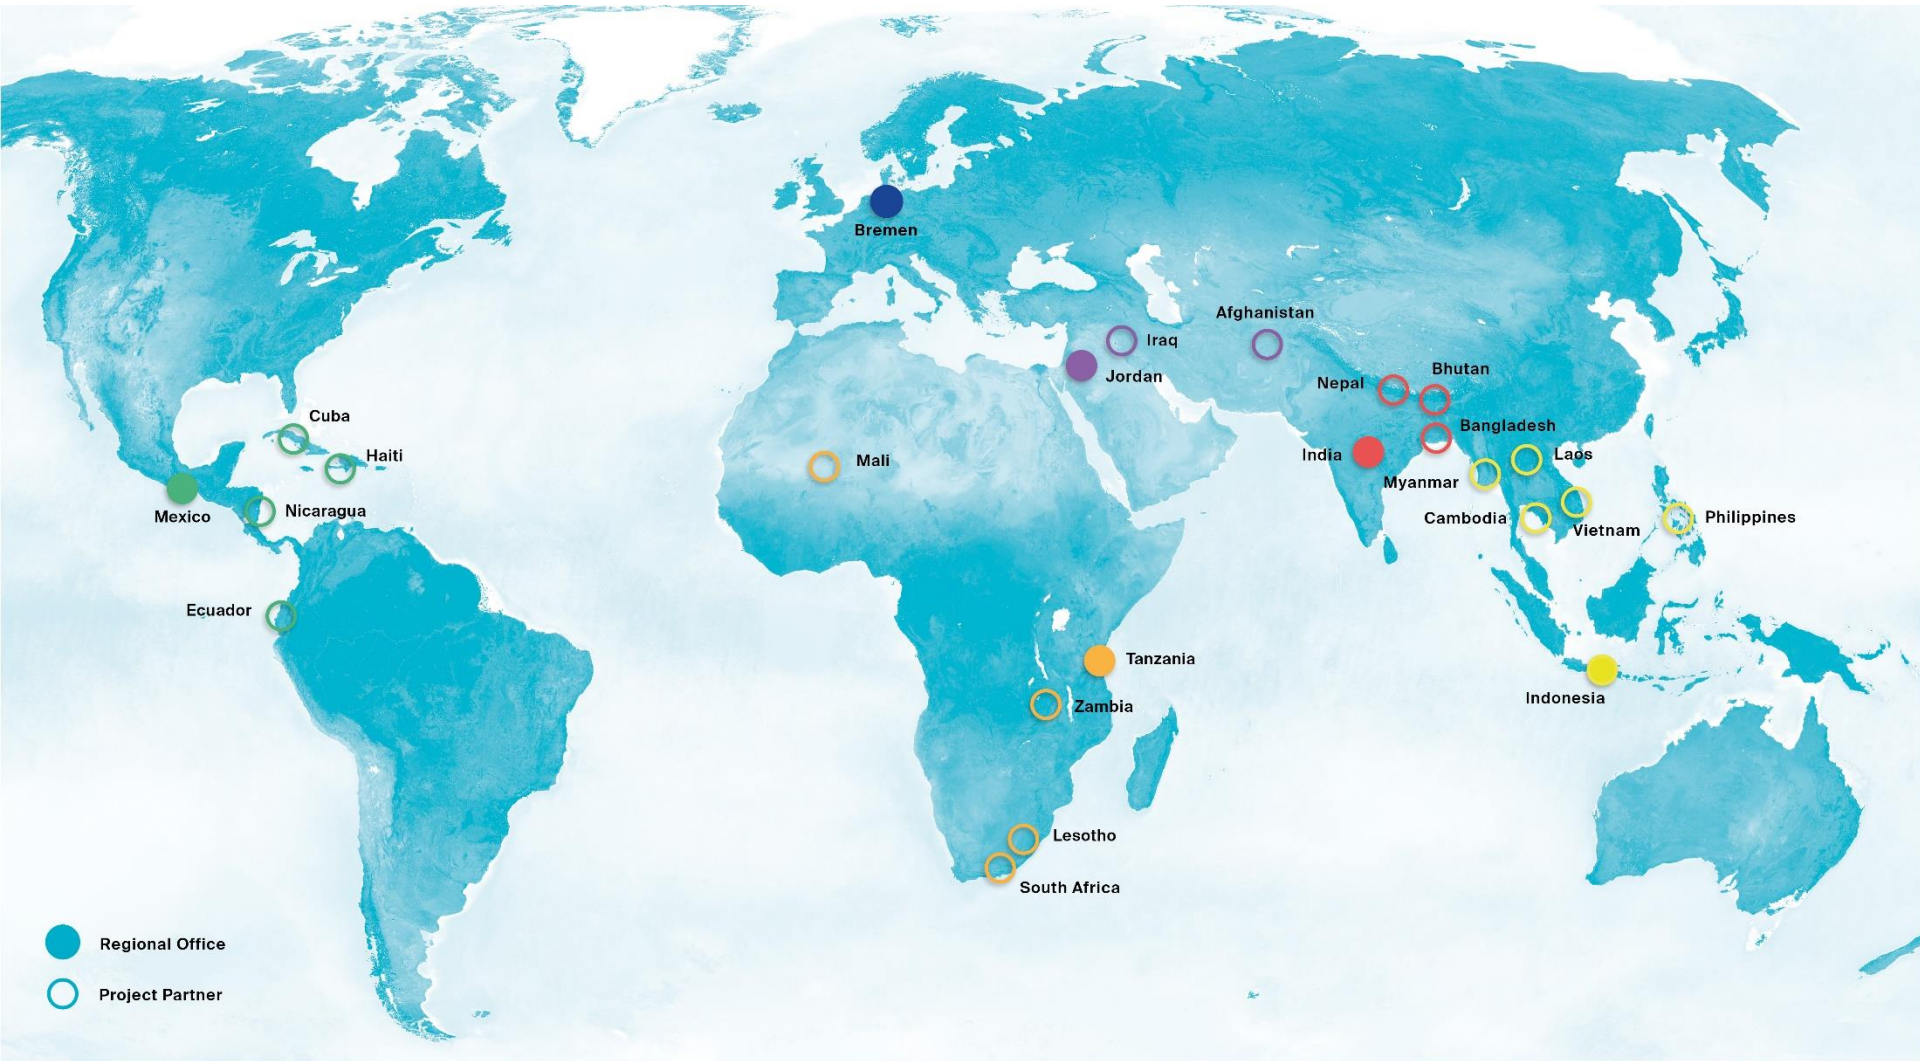 Bremen
Afghanistan
Iraq
Jordan
Bhutan
Nepal
Cuba
Bangladesh
Haiti
India
Laos
Mali
Myanmar
Nicaragua
Mexico
Cambodia
Philippines
Vietnam
Ecuador
Tanzania
Indonesia
Zambia
Lesotho
South Africa
Regional Office
Project Partner